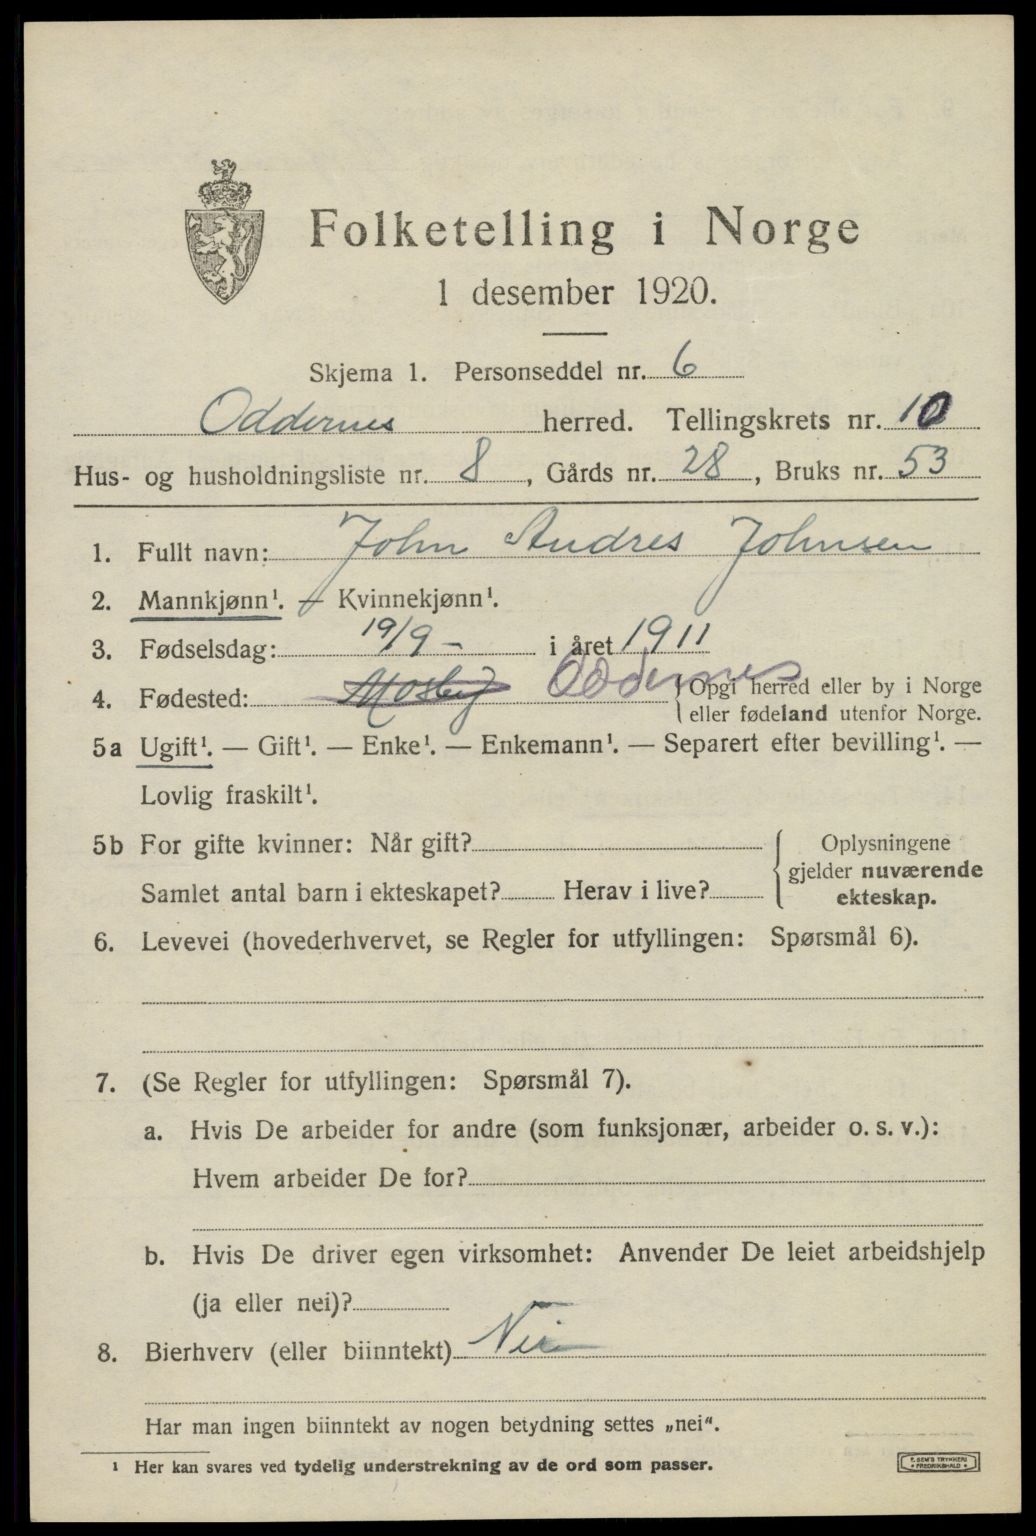 Folketelling i Norge
1 desember 1920.
Skjema 1. Personseddel nr. 6
Oddernes herred. Tellingskrets nr. 10
Hus- og husholdningsliste nr. 8, Gårds nr. 28, Bruks nr. 53
1. Fullt navn: John Andres Johnsen
2. Mannkjønn¹. — Kvinnekjønn¹.
3. Fødselsdag: 19/9 - i året 1911
4. Fødested: Mosby Oddernes Opgi herred eller by i Norge
eller fødeland utenfor Norge.
5a Ugift¹. — Gift¹. — Enke¹. — Enkemann¹. — Separert efter bevilling¹. —
Lovlig fraskilt¹.
5b For gifte kvinner: Når gift? Oplysningene
gjelder nuværende
Samlet antal barn i ekteskapet? Herav i live? ekteskap.
6. Levevei (hovederhvervet, se Regler for utfyllingen: Spørsmål 6).
7. (Se Regler for utfyllingen: Spørsmål 7).
a. Hvis De arbeider for andre (som funksjonær, arbeider o. s. v.):
Hvem arbeider De for?
b. Hvis De driver egen virksomhet: Anvender De leiet arbeidshjelp
(ja eller nei)?
8. Bierhverv (eller biinntekt) Nei
Har man ingen biinntekt av nogen betydning settes „nei“.
¹ Her kan svares ved tydelig understrekning av de ord som passer.
F. SEM'S TRYKKERI
• FREDRIKSHALD •